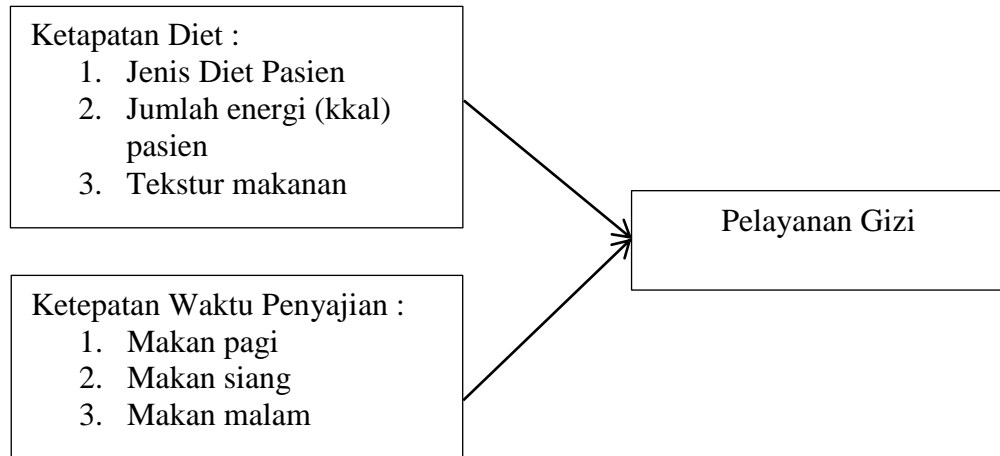 Ketapatan Diet :
1. Jenis Diet Pasien
2. Jumlah energi (kkal)
pasien
3. Tekstur makanan
Pelayanan Gizi
Ketepatan Waktu Penyajian :
1. Makan pagi
2. Makan siang
3. Makan malam